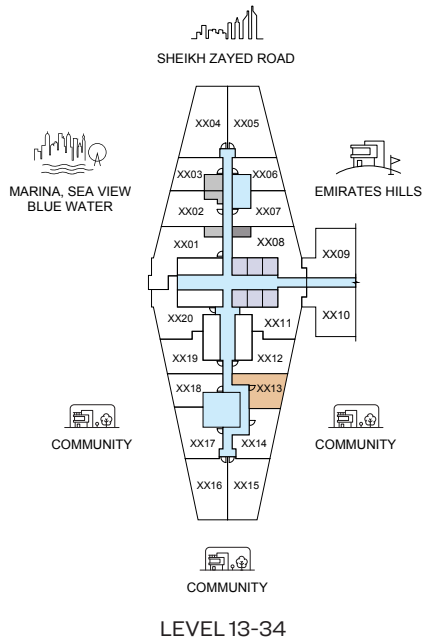 SHEIKH ZAYED ROAD
XX04 XX05
MARINA, SEA VIEW
BLUE WATER
EMIRATES HILLS
XX03 XX06
XX02 XX07
XX01 XX08
XX09
XX10
XX20 XX11
XX19 XX12
XX18 XX13
COMMUNITY
COMMUNITY
XX17 XX14
XX16 XX15
COMMUNITY
LEVEL 13-34